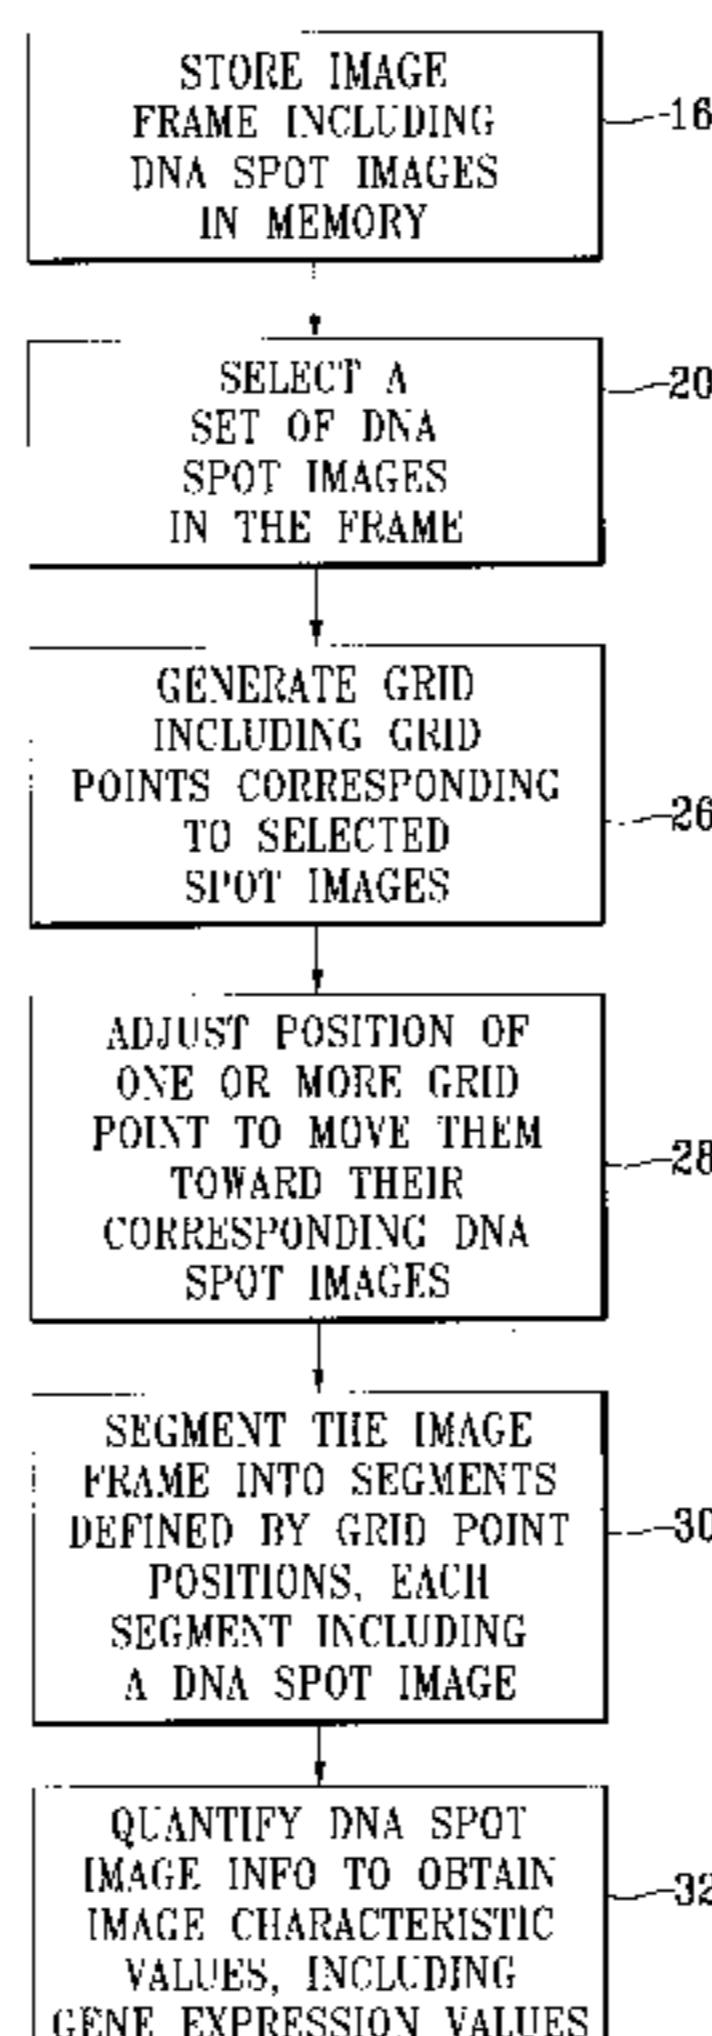 STORE IMAGE
FRAME INCLUDING
DNA SPOT IMAGES
IN MEMORY
16
SELECT A
SET OF DNA
SPOT IMAGES
IN THE FRAME
20
GENERATE GRID
INCLUDING GRID
POINTS CORRESPONDING
TO SELECTED
SPOT IMAGES
26
ADJUST POSITION OF
ONE OR MORE GRID
POINT TO MOVE THEM
TOWARD THEIR
CORRESPONDING DNA
SPOT IMAGES
28
SEGMENT THE IMAGE
FRAME INTO SEGMENTS
DEFINED BY GRID POINT
POSITIONS, EACH
SEGMENT INCLUDING
A DNA SPOT IMAGE
30
QUANTIFY DNA SPOT
IMAGE INFO TO OBTAIN
IMAGE CHARACTERISTIC
VALUES, INCLUDING
GENE EXPRESSION VALUES
32